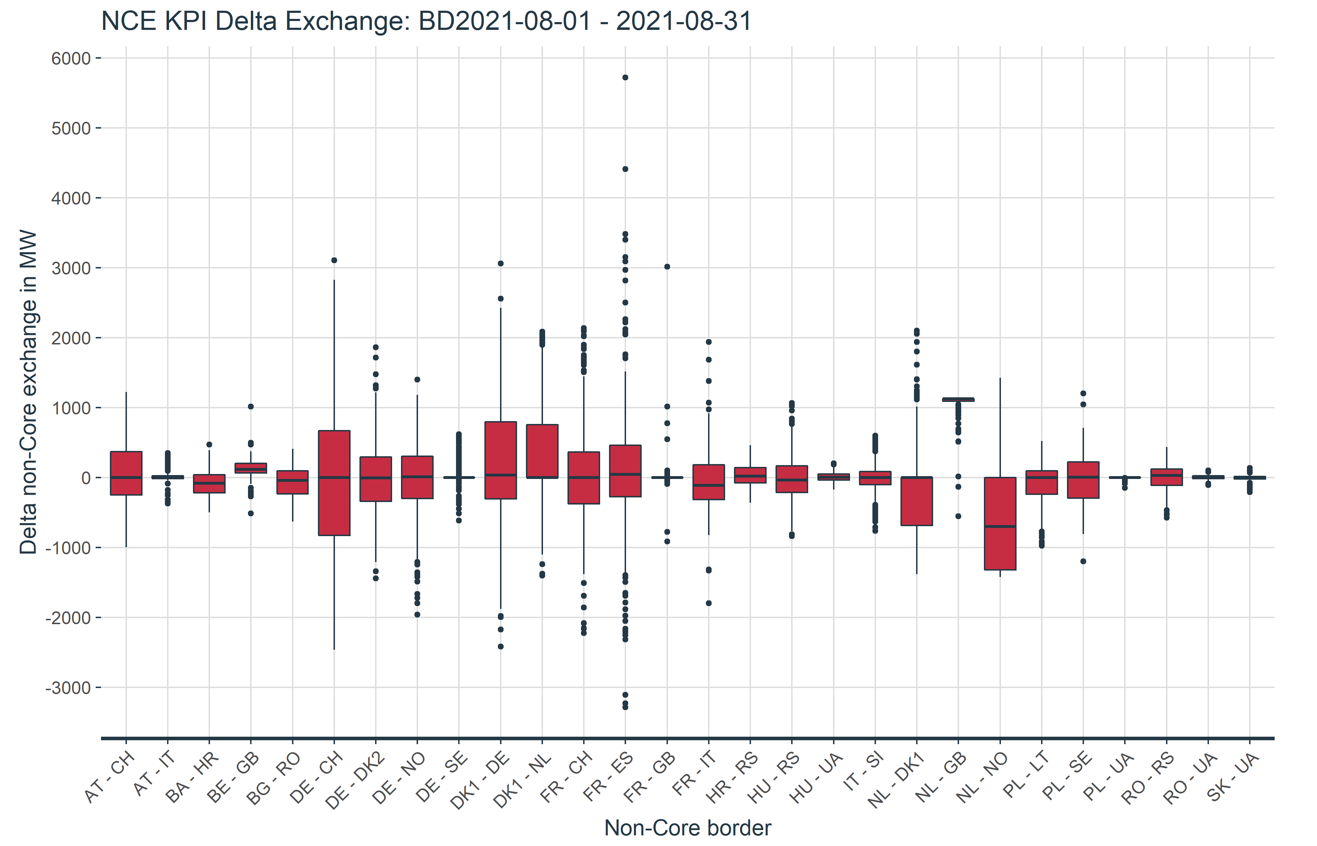 NCE KPI Delta Exchange: BD2021-08-01 - 2021-08-31
Delta non-Core exchange in MW
6000
5000
4000
3000
2000
1000
0
-1000
-2000
-3000
AT - CH
AT - IT
BA - HR
BE - GB
BG - RO
DE - CH
DE - DK2
DE - NO
DE - SE
DK1 - DE
DK1 - NL
FR - CH
FR - ES
FR - GB
FR - IT
HR - RS
HU - RS
HU - UA
IT - SI
NL - DK1
NL - GB
NL - NO
PL - LT
PL - SE
PL - UA
RO - RS
RO - UA
SK - UA
Non-Core border